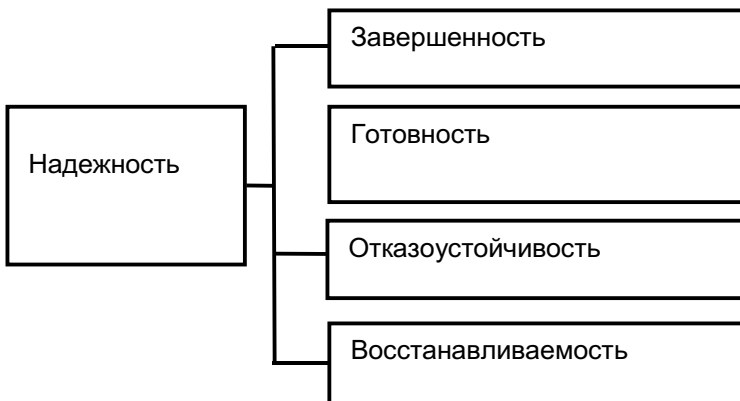 Завершенность
Готовность
Надежность
Отказоустойчивость
Восстанавливаемость